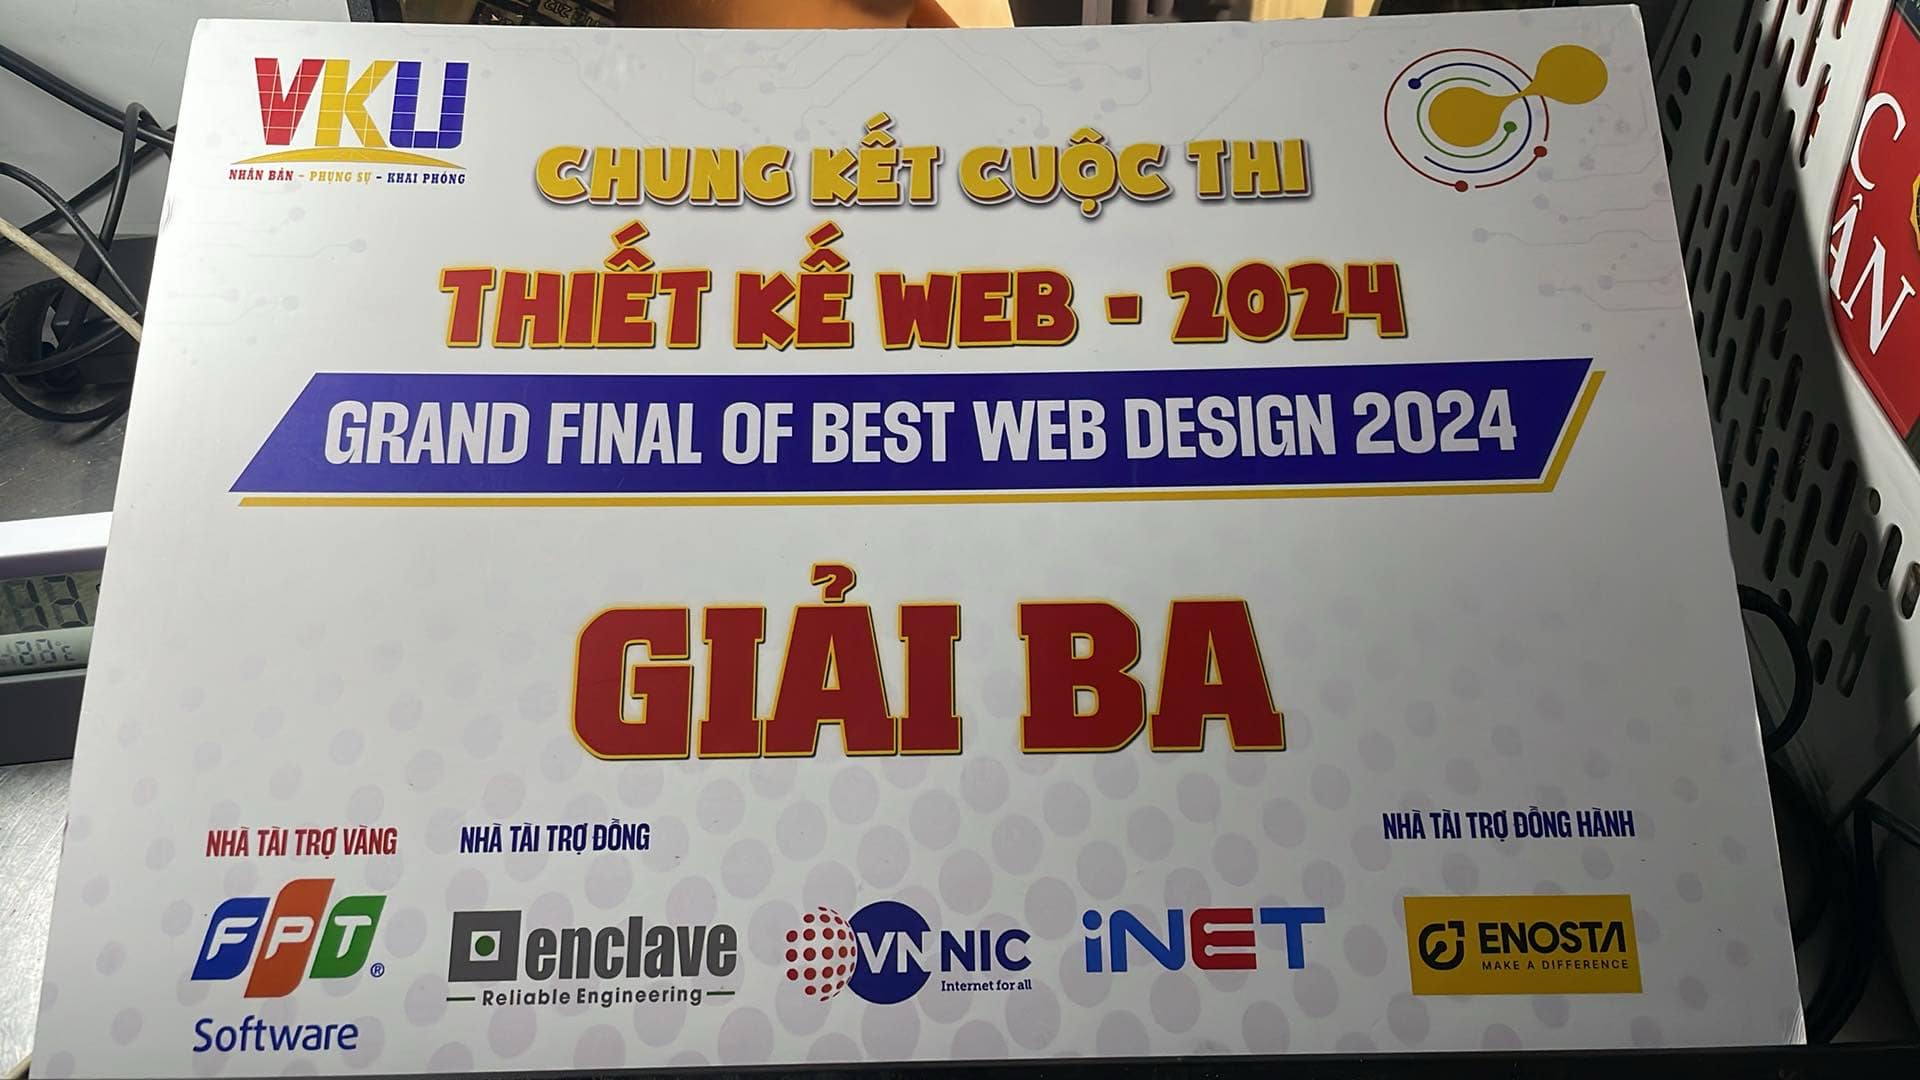 VKU
NHÂN BẢN - PHỤNG SỰ - KHAI PHÓNG
CHUNG KẾT CUỘC THI
THIẾT KẾ WEB - 2024
GRAND FINAL OF BEST WEB DESIGN 2024
GIẢI BA
NHÀ TÀI TRỢ VÀNG
NHÀ TÀI TRỢ ĐỒNG
NHÀ TÀI TRỢ ĐỒNG HÀNH
FPT®
Software
enclave
Reliable Engineering
VNNIC
Internet for all
iNET
ENOSTA
MAKE A DIFFERENCE
CÂN